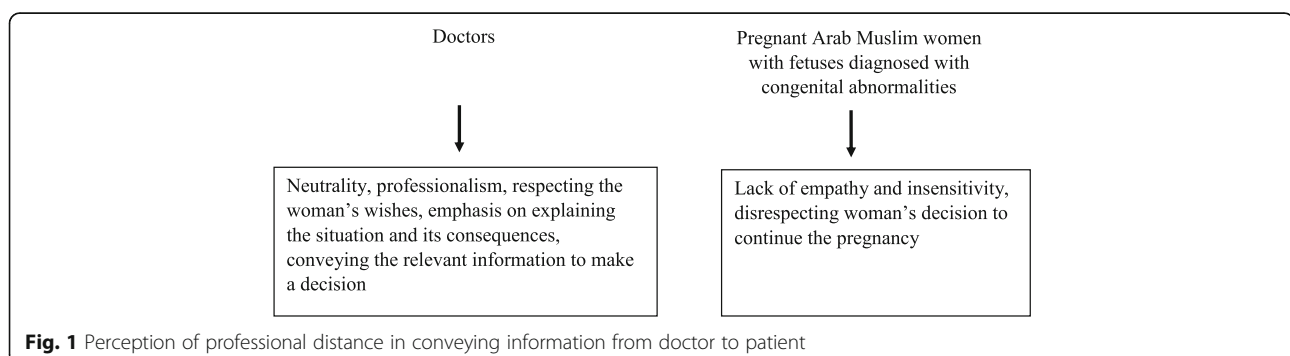 Doctors
Pregnant Arab Muslim women
with fetuses diagnosed with
congenital abnormalities
Neutrality, professionalism, respecting the
woman's wishes, emphasis on explaining
the situation and its consequences,
conveying the relevant information to make
a decision
Lack of empathy and insensitivity,
disrespecting woman's decision to
continue the pregnancy
Fig. 1 Perception of professional distance in conveying information from doctor to patient